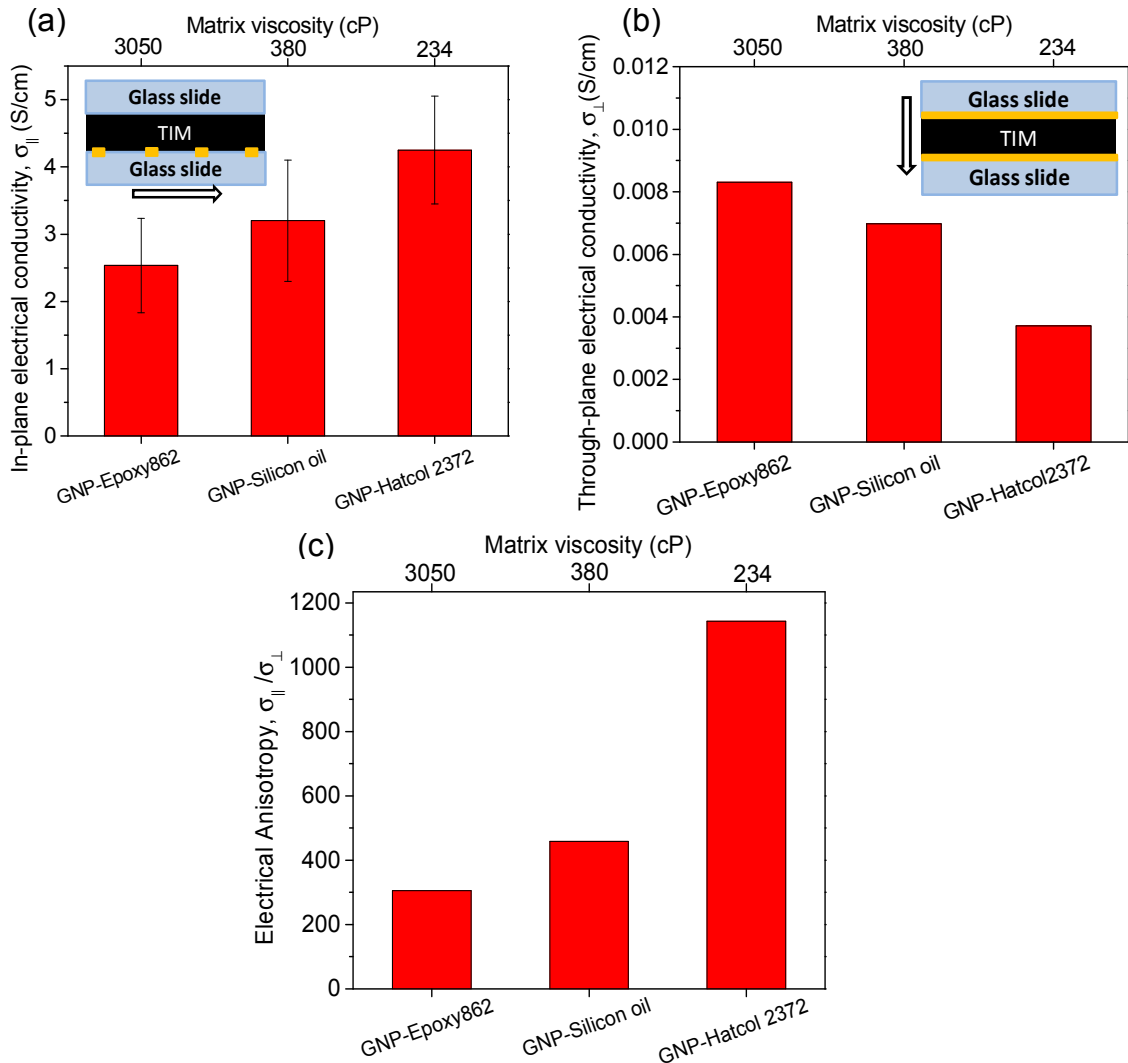 (a)
Matrix viscosity (cP)
3050 380 234
In-plane electrical conductivity, σ∥ (S/cm)
5
4
3
2
1
0
Glass slide
TIM
Glass slide
GNP-Epoxy862
GNP-Silicon oil
GNP-Hatcol 2372
(b)
Matrix viscosity (cP)
3050 380 234
Through-plane electrical conductivity, σ⊥(S/cm)
0.012
0.010
0.008
0.006
0.004
0.002
0.000
Glass slide
TIM
Glass slide
GNP-Epoxy862
GNP-Silicon oil
GNP-Hatcol2372
(c)
Matrix viscosity (cP)
3050 380 234
Electrical Anisotropy, σ∥/σ⊥
1200
1000
800
600
400
200
0
GNP-Epoxy862
GNP-Silicon oil
GNP-Hatcol 2372